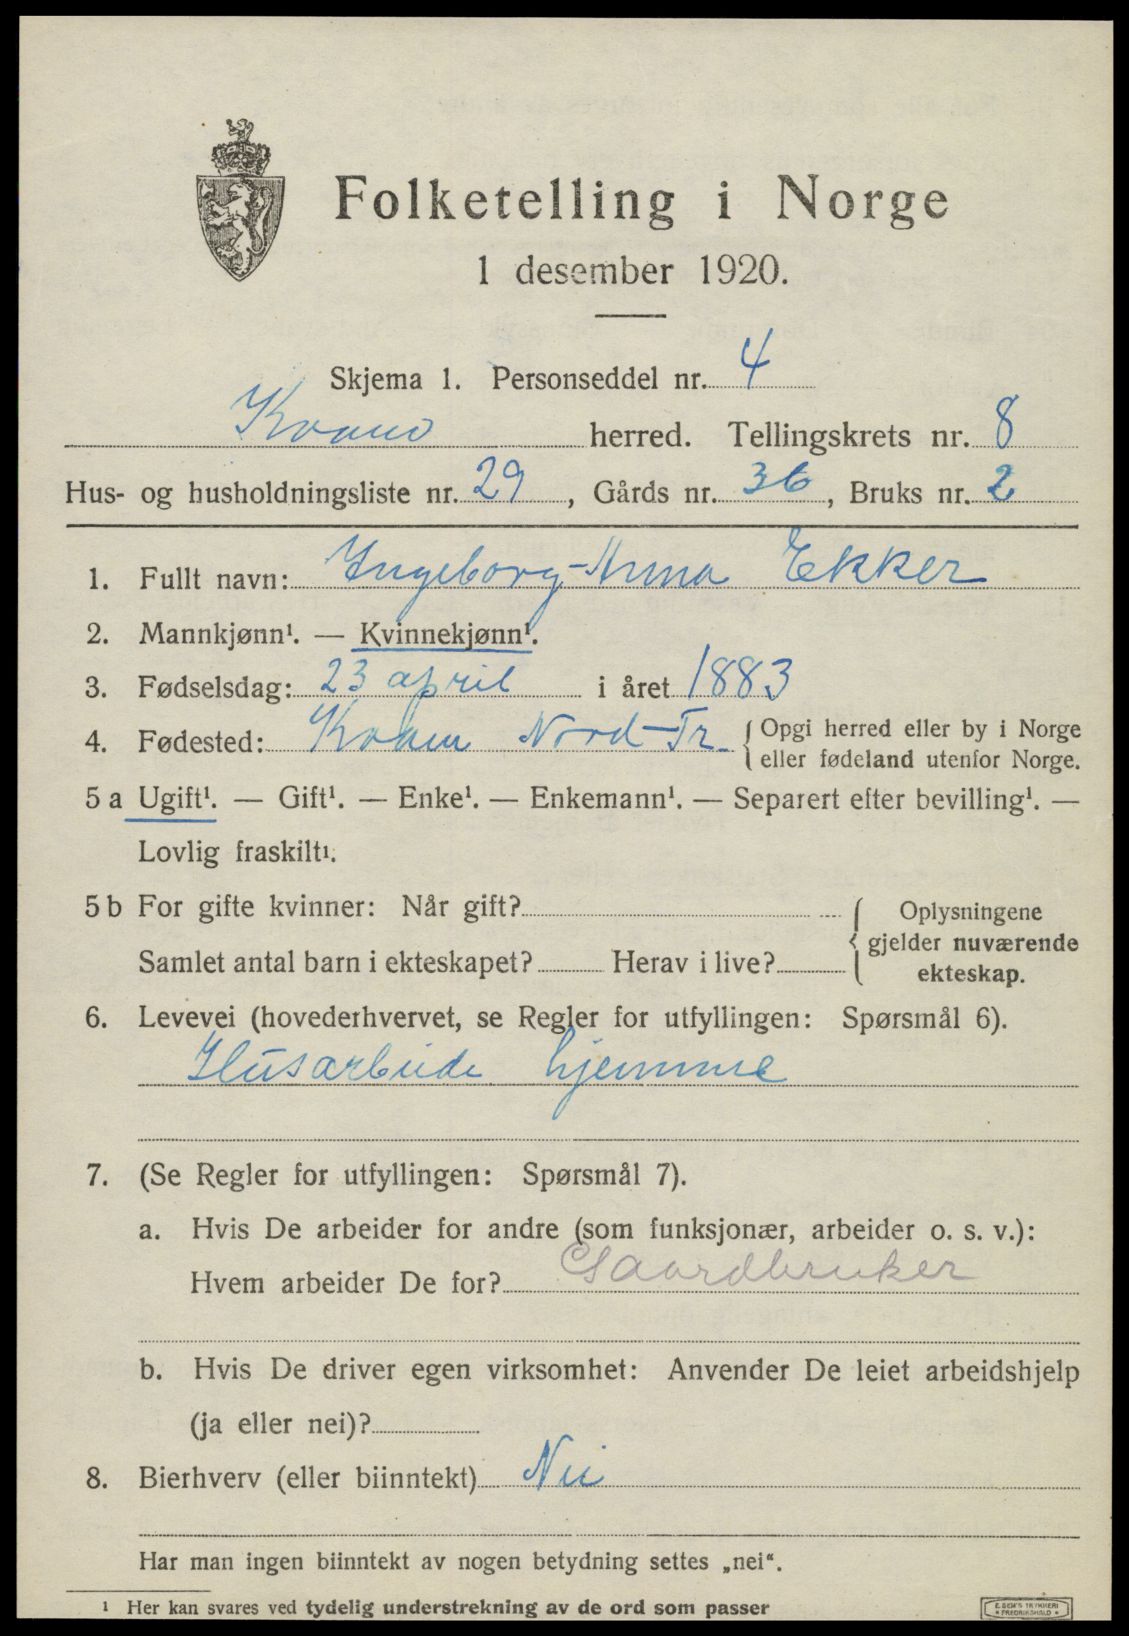 Folketelling i Norge
1 desember 1920.
Skjema 1. Personseddel nr. 4
Kvam herred. Tellingskrets nr. 8
Hus- og husholdningsliste nr. 29, Gårds nr. 36, Bruks nr. 2
1. Fullt navn: Ingeborg-Anna Ekker
2. Mannkjønn¹. — Kvinnekjønn¹.
3. Fødselsdag: 23 april i året 1883
4. Fødested: Kvam Nord-Tr. { Opgi herred eller by i Norge
eller fødeland utenfor Norge.
5 a Ugift¹. — Gift¹. — Enke¹. — Enkemann¹. — Separert efter bevilling¹. —
Lovlig fraskilt¹.
5 b For gifte kvinner: Når gift? { Oplysningene
gjelder nuværende
Samlet antal barn i ekteskapet? Herav i live?
ekteskap.
6. Levevei (hovederhvervet, se Regler for utfyllingen: Spørsmål 6).
Husarbeide hjemme
7. (Se Regler for utfyllingen: Spørsmål 7).
a. Hvis De arbeider for andre (som funksjonær, arbeider o. s. v.):
Hvem arbeider De for? Gaardbruker
b. Hvis De driver egen virksomhet: Anvender De leiet arbeidshjelp
(ja eller nei)?
8. Bierhverv (eller biinntekt) Nei
Har man ingen biinntekt av nogen betydning settes „nei“.
¹ Her kan svares ved tydelig understrekning av de ord som passer
E. SEM'S TRYKKERI
* FREDRIKSHALD *